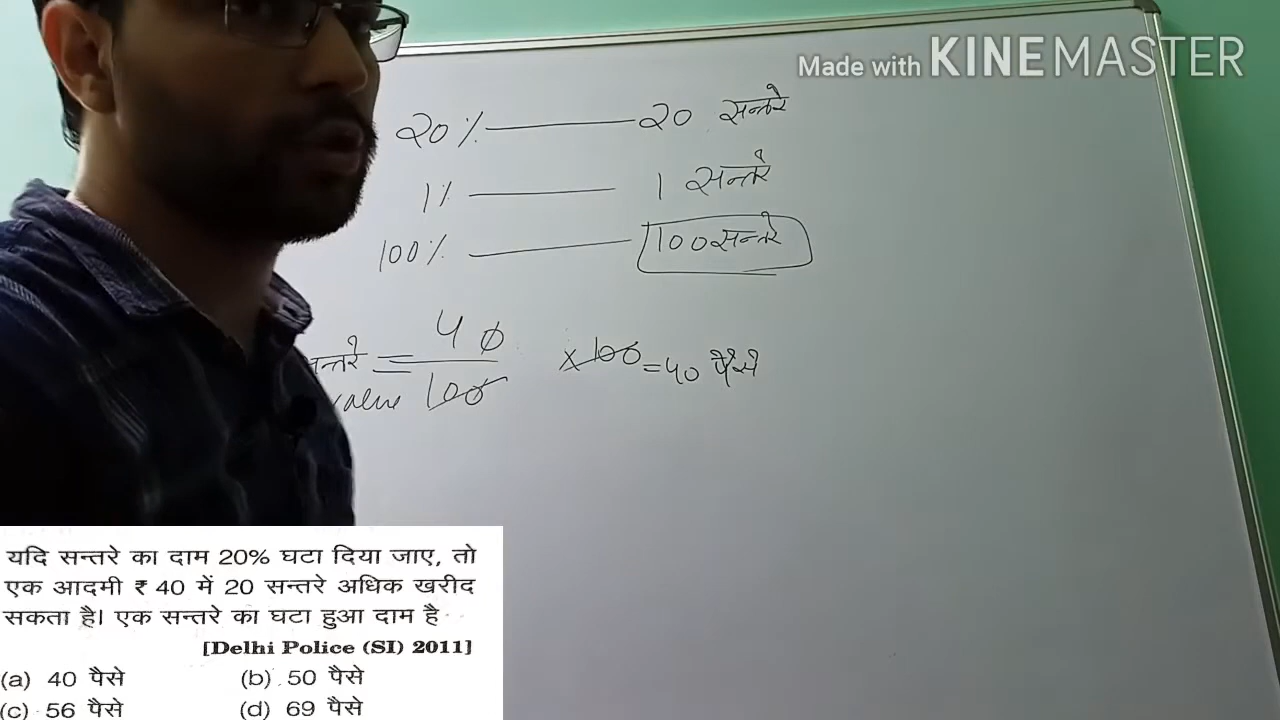 Made with KINEMASTER
20% 20 सन्तरे
1% 1 सन्तरे
100% 100 सन्तरे
न्तरे = 40 × 100 = 40 पैसे
value 100
यदि सन्तरे का दाम 20% घटा दिया जाए, तो
एक आदमी ₹ 40 में 20 सन्तरे अधिक खरीद
सकता है। एक सन्तरे का घटा हुआ दाम है
[Delhi Police (SI) 2011]
(a) 40 पैसे (b) 50 पैसे
(c) 56 पैसे (d) 69 पैसे